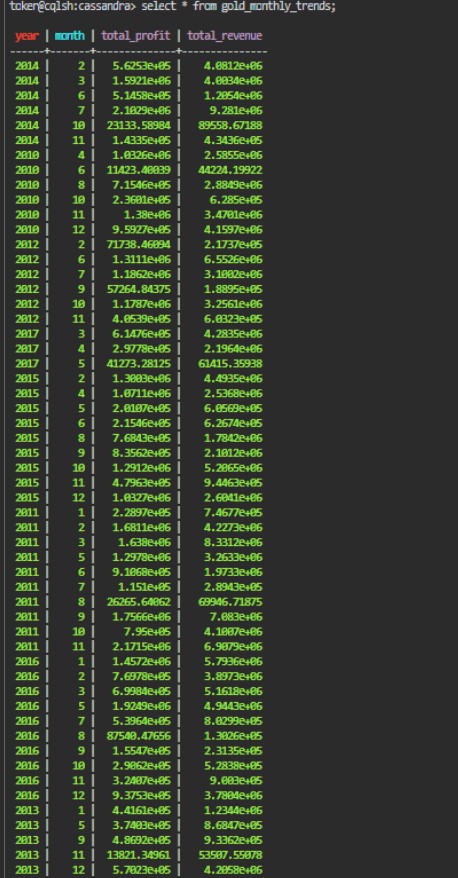 token@cqlsh:cassandra> select * from gold_monthly_trends;
year | month | total_profit | total_revenue
------+-------+--------------+---------------
2014 | 2 | 5.6253e+05 | 4.0812e+06
2014 | 3 | 1.5921e+06 | 4.0034e+06
2014 | 6 | 5.1458e+05 | 1.2054e+06
2014 | 7 | 2.1029e+06 | 9.281e+06
2014 | 10 | 23133.58984 | 89558.67188
2014 | 11 | 1.4335e+05 | 4.3436e+05
2010 | 4 | 1.0326e+06 | 2.5855e+06
2010 | 6 | 11423.40039 | 44224.19922
2010 | 8 | 7.1546e+05 | 2.8849e+06
2010 | 10 | 2.3601e+05 | 6.285e+05
2010 | 11 | 1.38e+06 | 3.4701e+06
2010 | 12 | 9.5927e+05 | 4.1597e+06
2012 | 2 | 71738.46094 | 2.1737e+05
2012 | 6 | 1.3111e+06 | 6.5526e+06
2012 | 7 | 1.1862e+06 | 3.1002e+06
2012 | 9 | 57264.84375 | 1.8895e+05
2012 | 10 | 1.1787e+06 | 3.2561e+06
2012 | 11 | 4.0539e+05 | 6.0323e+05
2017 | 3 | 6.1476e+05 | 4.2835e+06
2017 | 4 | 2.9778e+05 | 2.1964e+06
2017 | 5 | 41273.28125 | 61415.35938
2015 | 2 | 1.3003e+06 | 4.4935e+06
2015 | 4 | 1.0711e+06 | 2.5368e+06
2015 | 5 | 2.0107e+05 | 6.0569e+05
2015 | 6 | 2.1546e+06 | 6.2674e+06
2015 | 8 | 7.6843e+05 | 1.7842e+06
2015 | 9 | 8.3562e+05 | 2.1012e+06
2015 | 10 | 1.2912e+06 | 5.2065e+06
2015 | 11 | 4.7963e+05 | 9.4463e+05
2015 | 12 | 1.0327e+06 | 2.6041e+06
2011 | 1 | 2.2897e+05 | 7.4677e+05
2011 | 2 | 1.6811e+06 | 4.2273e+06
2011 | 3 | 1.638e+06 | 8.3312e+06
2011 | 5 | 1.2978e+06 | 3.2633e+06
2011 | 6 | 9.1068e+05 | 1.9733e+06
2011 | 7 | 1.151e+05 | 2.8943e+05
2011 | 8 | 26265.64062 | 69946.71875
2011 | 9 | 1.7566e+06 | 7.083e+06
2011 | 10 | 7.95e+05 | 4.1007e+06
2011 | 11 | 2.1715e+06 | 6.9079e+06
2016 | 1 | 1.4572e+06 | 5.7936e+06
2016 | 2 | 7.6978e+05 | 3.8973e+06
2016 | 3 | 6.9984e+05 | 5.1618e+06
2016 | 5 | 1.9249e+06 | 4.9443e+06
2016 | 7 | 5.3964e+05 | 8.0299e+05
2016 | 8 | 87540.47656 | 1.3026e+05
2016 | 9 | 1.5547e+05 | 2.3135e+05
2016 | 10 | 2.9062e+05 | 5.2838e+05
2016 | 11 | 3.2407e+05 | 9.003e+05
2016 | 12 | 9.3753e+05 | 3.7804e+06
2013 | 1 | 4.4161e+05 | 1.2344e+06
2013 | 5 | 3.7403e+05 | 8.6847e+05
2013 | 9 | 4.8692e+05 | 9.3362e+05
2013 | 11 | 13821.34961 | 53507.55078
2013 | 12 | 5.7023e+05 | 4.2058e+06